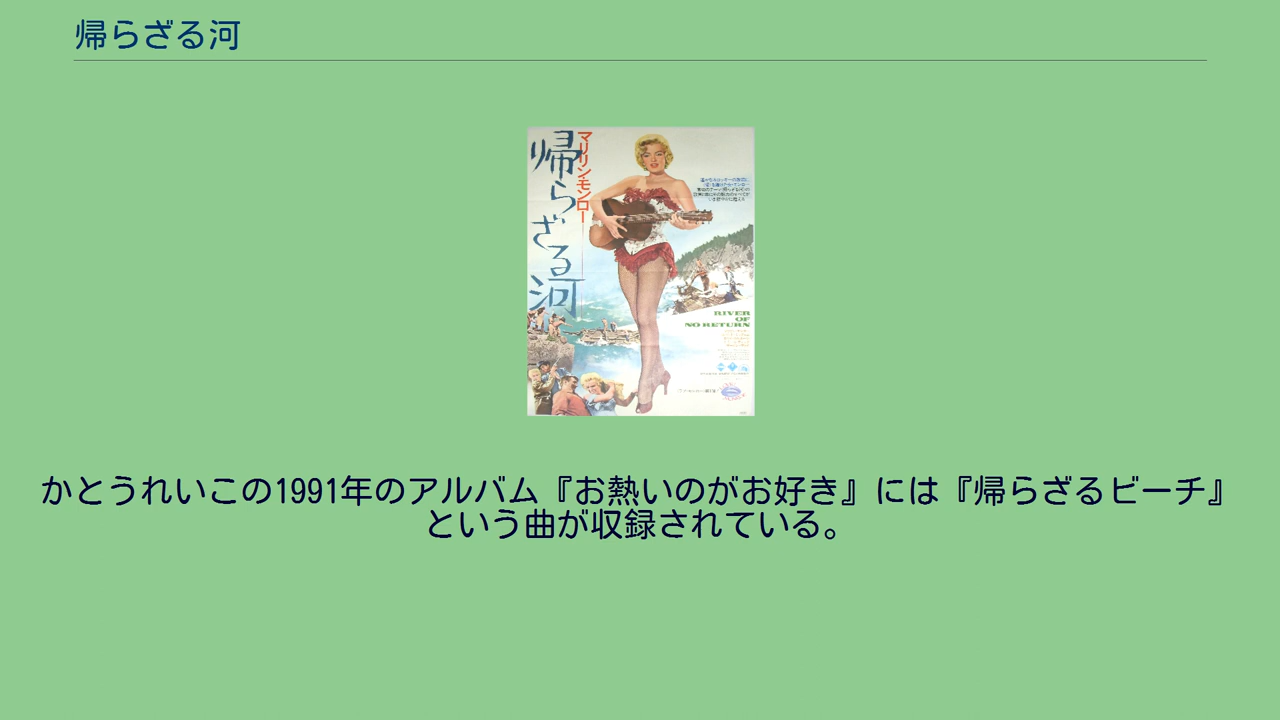 帰らざる河
マリリン・モンロー
帰らざる河
RIVER
OF
NO RETURN
かとうれいこの1991年のアルバム『お熱いのがお好き』には『帰らざるビーチ』
という曲が収録されている。